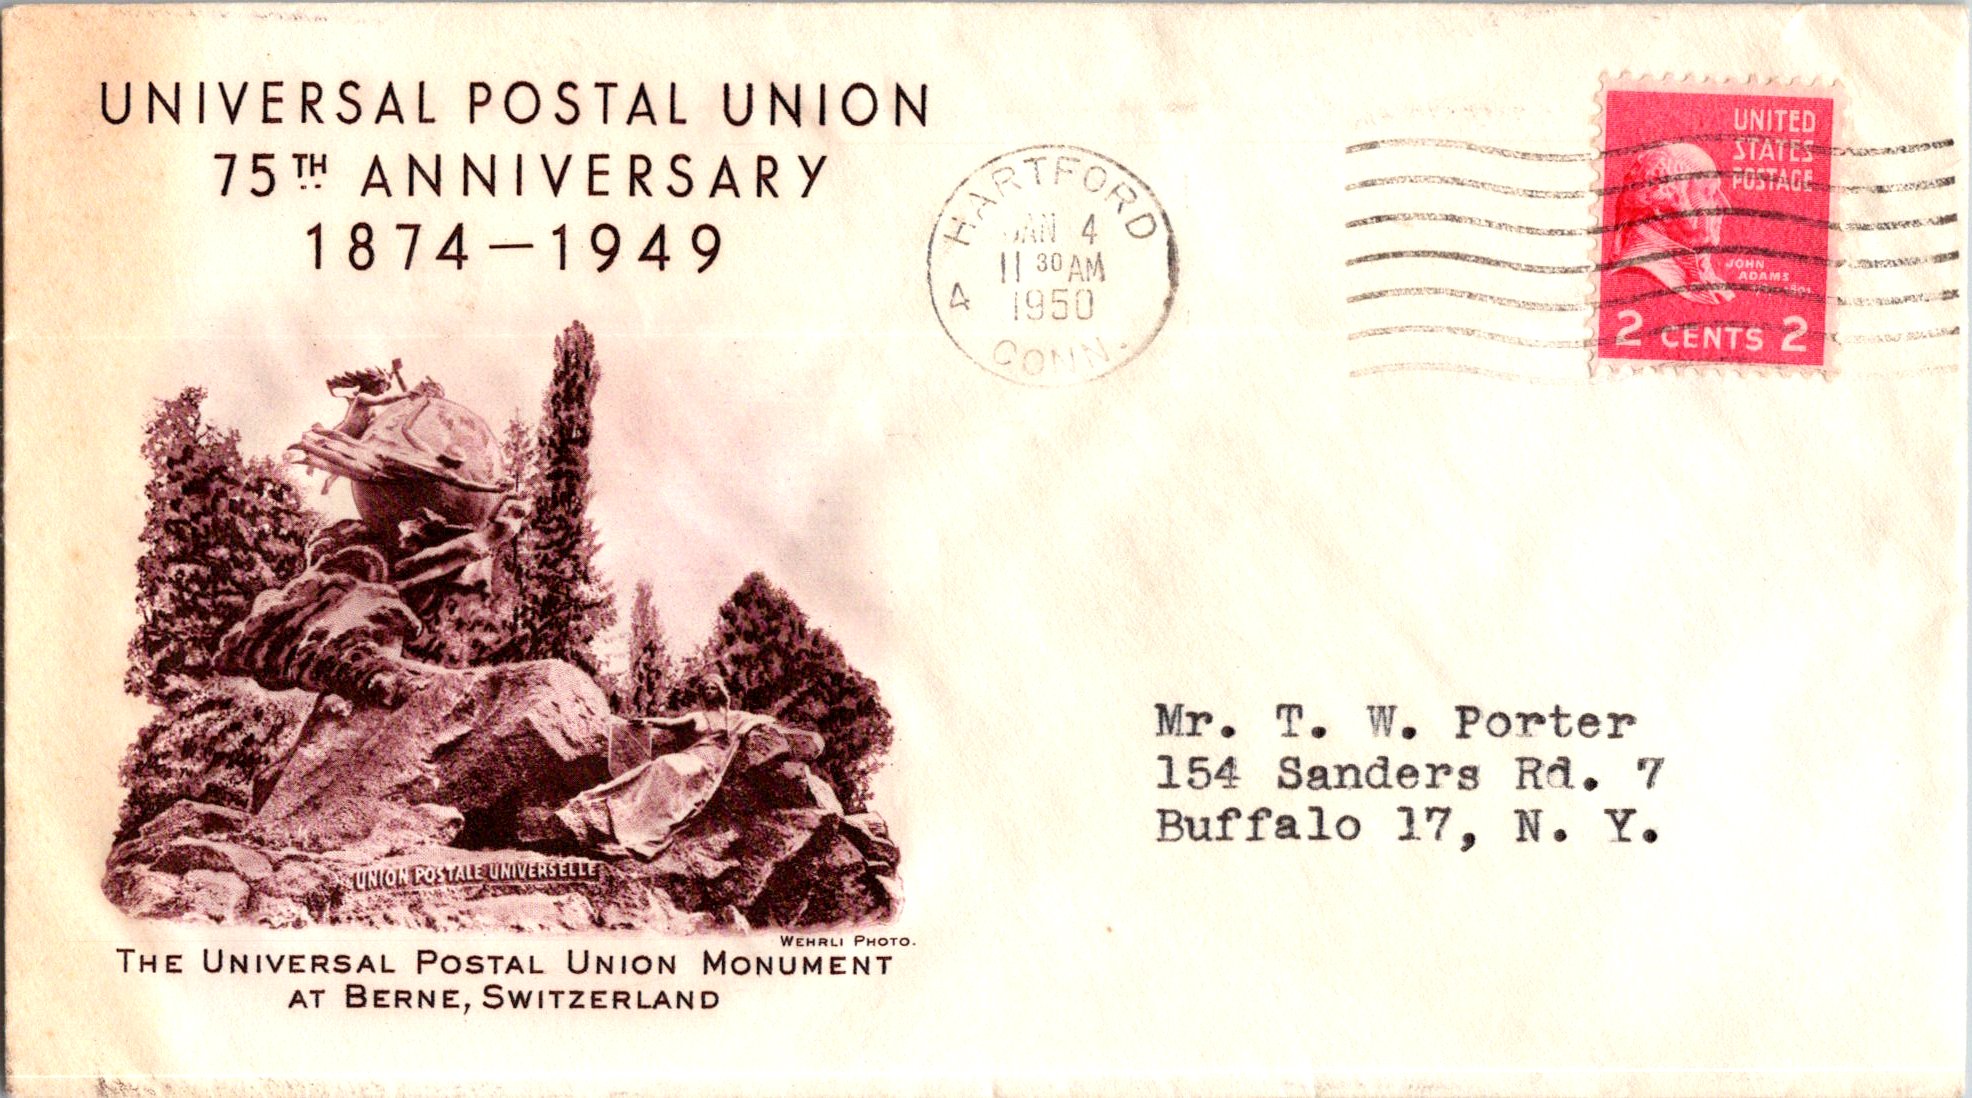 UNIVERSAL POSTAL UNION
75TH ANNIVERSARY
1874—1949
HARTFORD
JAN 4
11 30 AM
1950
4
CONN.
UNITED
STATES
POSTAGE
JOHN
ADAMS
2 CENTS 2
Mr. T. W. Porter
154 Sanders Rd. 7
Buffalo 17, N. Y.
UNION POSTALE UNIVERSELLE
WEHRLI PHOTO.
THE UNIVERSAL POSTAL UNION MONUMENT
AT BERNE, SWITZERLAND